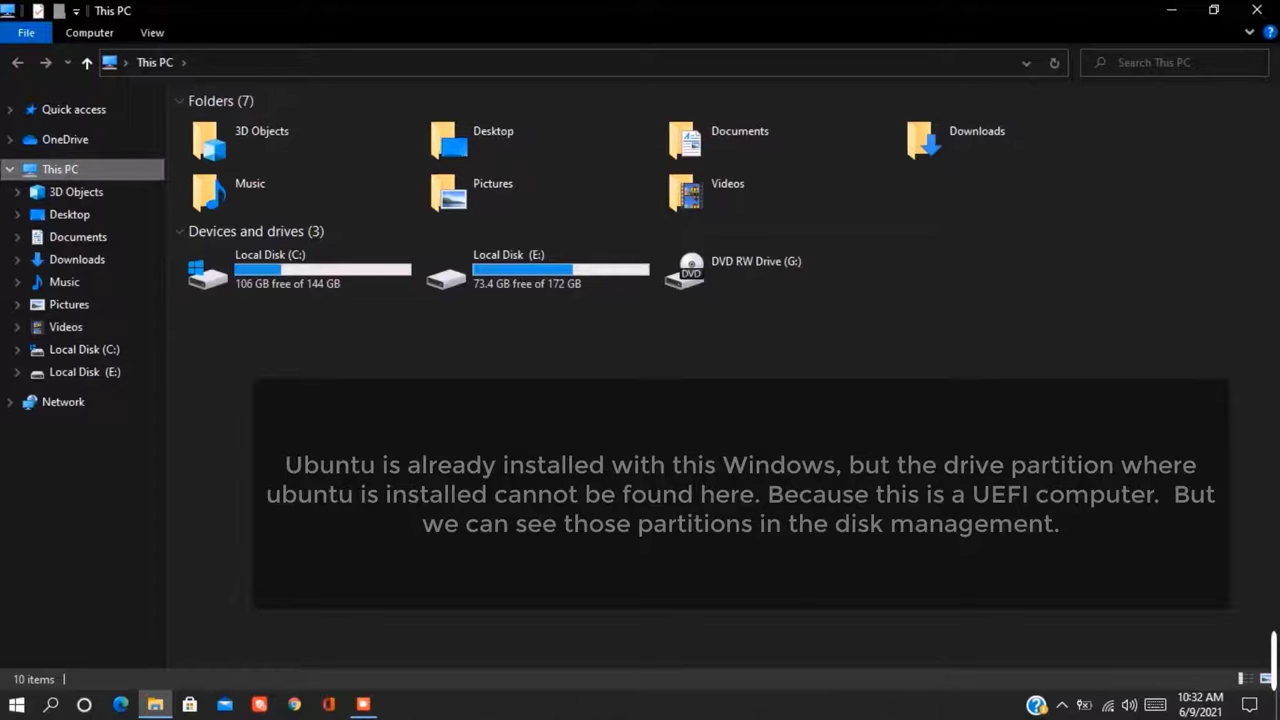 This PC
File Computer View
This PC
Search This PC
Quick access
OneDrive
This PC
3D Objects
Desktop
Documents
Downloads
Music
Pictures
Videos
Local Disk (C:)
Local Disk (E:)
Network
Folders (7)
3D Objects
Desktop
Documents
Downloads
Music
Pictures
Videos
Devices and drives (3)
Local Disk (C:)
106 GB free of 144 GB
Local Disk (E:)
73.4 GB free of 172 GB
DVD
DVD RW Drive (G:)
Ubuntu is already installed with this Windows, but the drive partition where
ubuntu is installed cannot be found here. Because this is a UEFI computer. But
we can see those partitions in the disk management.
10 items
10:32 AM
6/9/2021